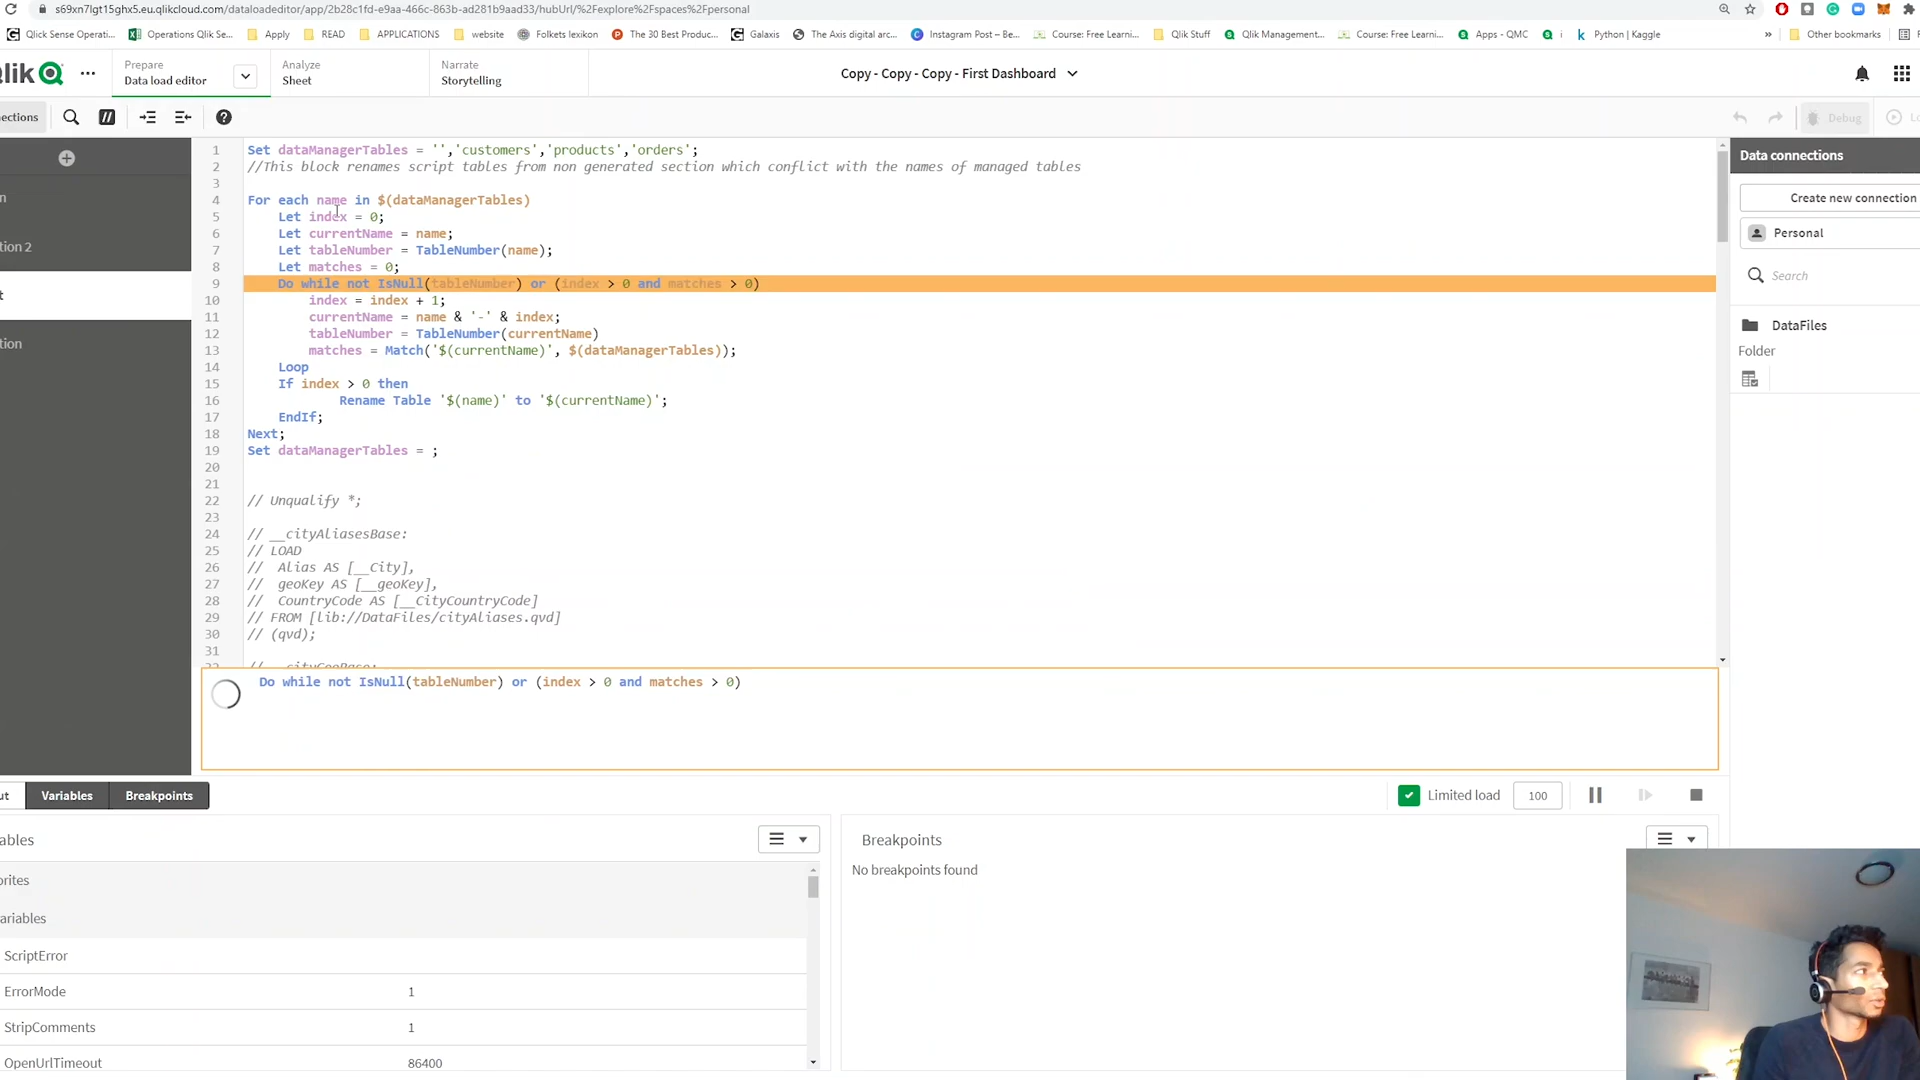 s69xn7lgt15ghx5.eu.qlikcloud.com/dataloadeditor/app/2b28c1fd-e9aa-466c-863b-ad281b9aad33/hubUrl/%2Fexplore%2Fspaces%2Fpersonal
Qlick Sense Operati... Operations Qlik Se... Apply READ APPLICATIONS website Folkets lexikon The 30 Best Produc... Galaxis The Axis digital arc... Instagram Post – Be... Course: Free Learni... Qlik Stuff Qlik Management... Course: Free Learni... Apps - QMC i Python | Kaggle » Other bookmarks
lik
Prepare
Data load editor
Analyze
Sheet
Narrate
Storytelling
Copy - Copy - Copy - First Dashboard
ections
Debug
Lo
1 Set dataManagerTables = '','customers','products','orders';
2 //This block renames script tables from non generated section which conflict with the names of managed tables
3
4 For each name in $(dataManagerTables)
5 Let index = 0;
6 Let currentName = name;
7 Let tableNumber = TableNumber(name);
8 Let matches = 0;
9 Do while not IsNull(tableNumber) or (index > 0 and matches > 0)
10 index = index + 1;
11 currentName = name & '-' & index;
12 tableNumber = TableNumber(currentName)
13 matches = Match('$(currentName)', $(dataManagerTables));
14 Loop
15 If index > 0 then
16 Rename Table '$(name)' to '$(currentName)';
17 EndIf;
18 Next;
19 Set dataManagerTables = ;
20
21
22 // Unqualify *;
23
24 // __cityAliasesBase:
25 // LOAD
26 // Alias AS [__City],
27 // geoKey AS [__geoKey],
28 // CountryCode AS [__CityCountryCode]
29 // FROM [lib://DataFiles/cityAliases.qvd]
30 // (qvd);
31
32 // __cityGeoBase:
n
tion 2
t
tion
Data connections
Create new connection
Personal
Search
DataFiles
Folder
Do while not IsNull(tableNumber) or (index > 0 and matches > 0)
ut Variables Breakpoints
Limited load 100
ables
orites
ariables
ScriptError
ErrorMode 1
StripComments 1
OpenUrlTimeout 86400
Breakpoints
No breakpoints found